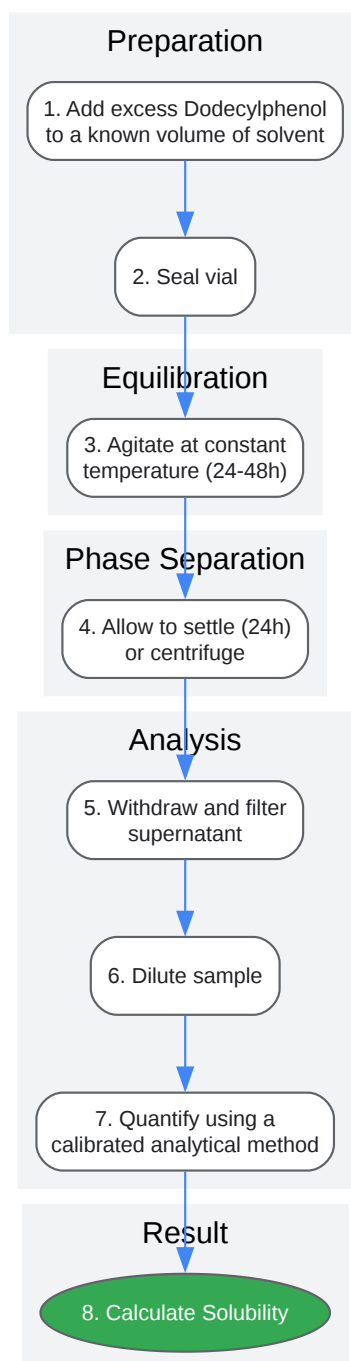 Preparation
1. Add excess Dodecylphenol
to a known volume of solvent
2. Seal vial
Equilibration
3. Agitate at constant
temperature (24-48h)
Phase Separation
4. Allow to settle (24h)
or centrifuge
Analysis
5. Withdraw and filter
supernatant
6. Dilute sample
7. Quantify using a
calibrated analytical method
Result
8. Calculate Solubility